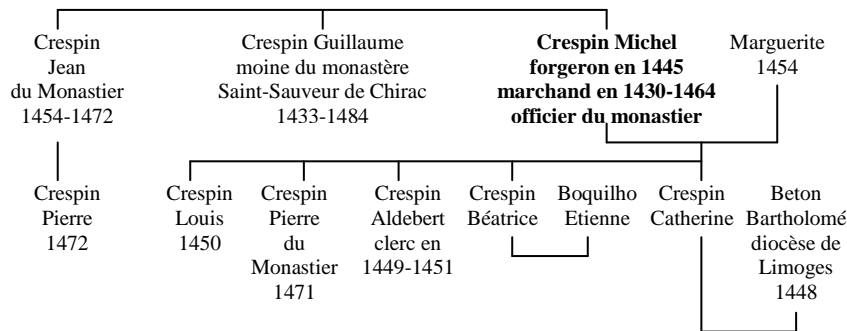 Crespin
Jean
du Monastier
1454-1472
Crespin Guillaume
moine du monastère
Saint-Sauveur de Chirac
1433-1484
Crespin Michel
forgeron en 1445
marchand en 1430-1464
officier du monastier
Marguerite
1454
Crespin
Pierre
1472
Crespin
Louis
1450
Crespin
Pierre
du
Monastier
1471
Crespin
Aldebert
clerc en
1449-1451
Crespin
Béatrice
Boquilho
Etienne
Crespin
Catherine
Beton
Bartholomé
diocèse de
Limoges
1448